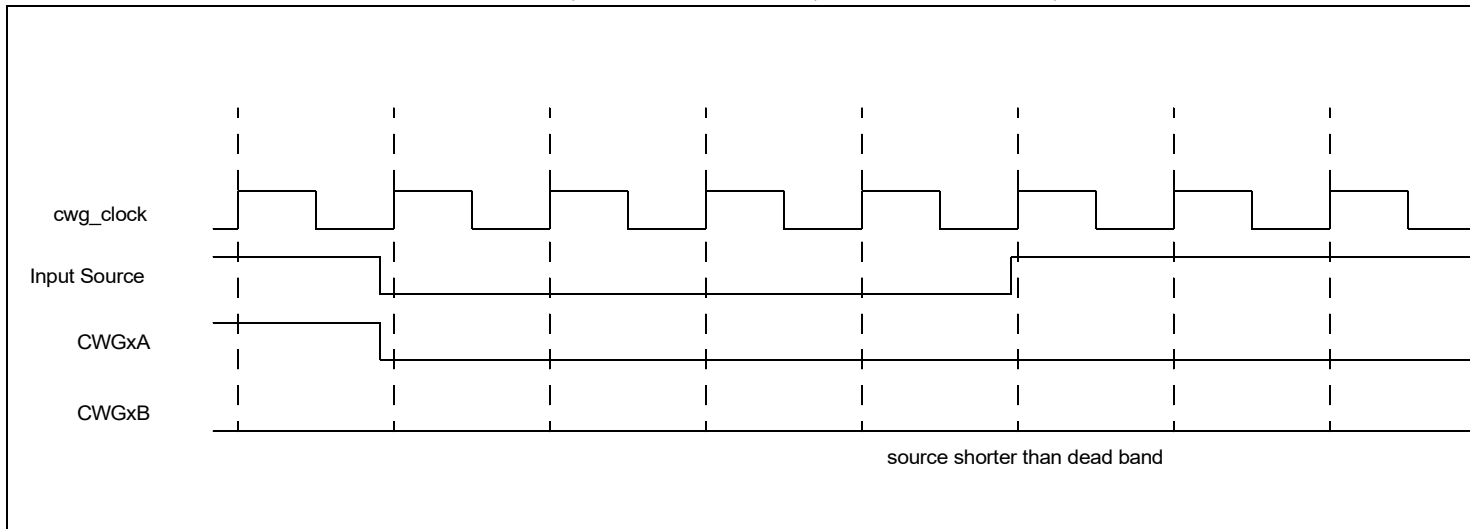 cwg_clock
Input Source
CWGxA
CWGxB
source shorter than dead band